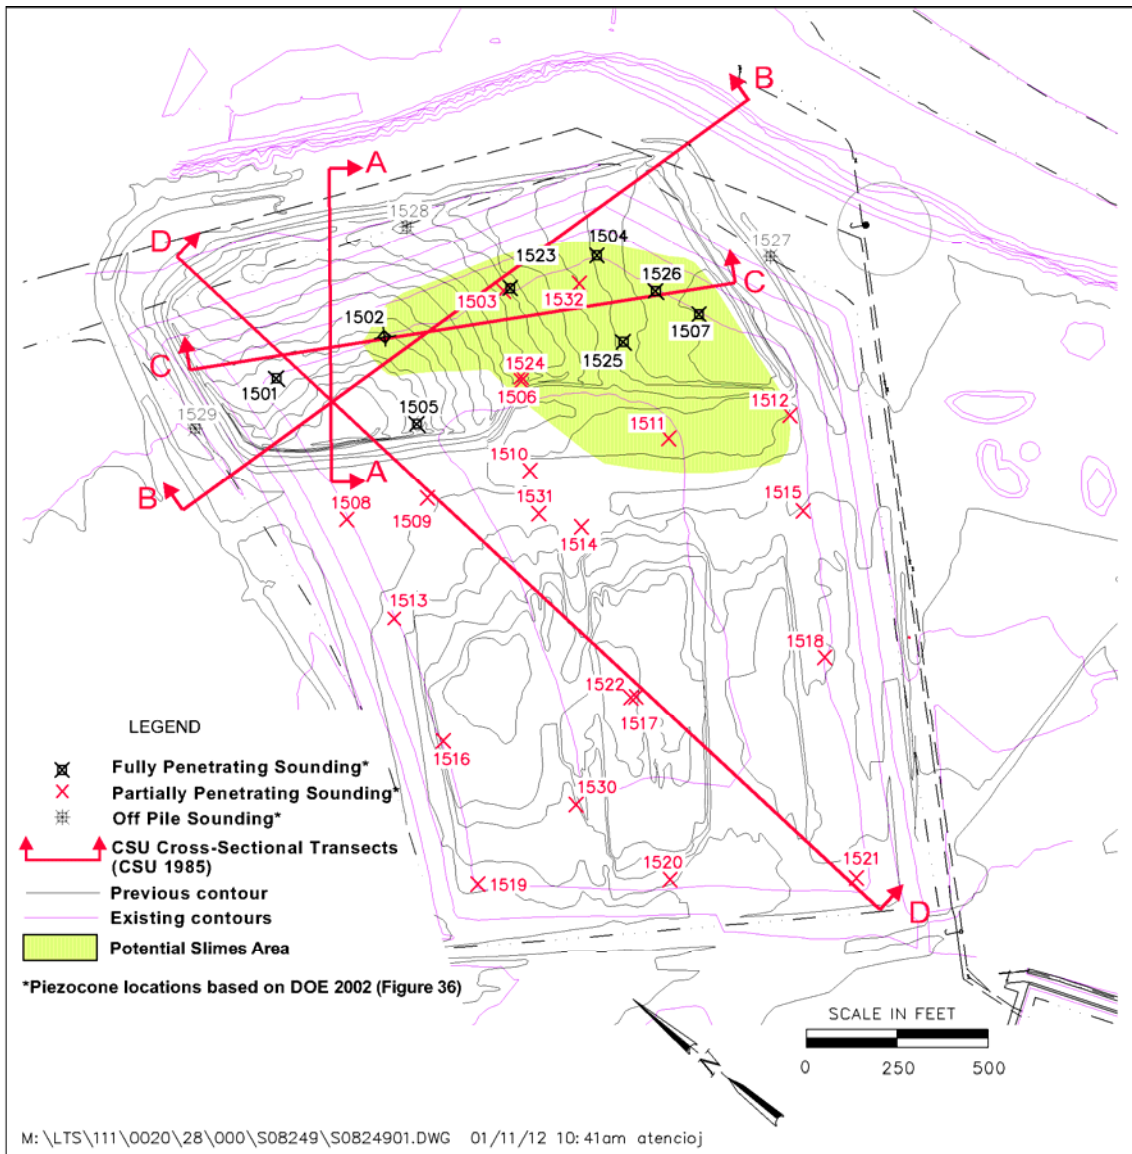 B
A
1528
D
1504
1527
1523
1526
C
1503
1532
1502
1507
C
1525
1524
1501
1506
1512
1529
1505
1511
1510
A
B
1508
1509
1531
1515
1514
1513
1518
1522
1517
LEGEND
1516
Fully Penetrating Sounding*
Partially Penetrating Sounding*
1530
Off Pile Sounding*
CSU Cross-Sectional Transects
(CSU 1985)
1520
1521
1519
Previous contour
D
Existing contours
Potential Slimes Area
*Piezocone locations based on DOE 2002 (Figure 36)
SCALE IN FEET
N
0 250 500
M: \LTS\111\0020\28\000\S08249\S0824901.DWG 01/11/12 10:41am atencioj